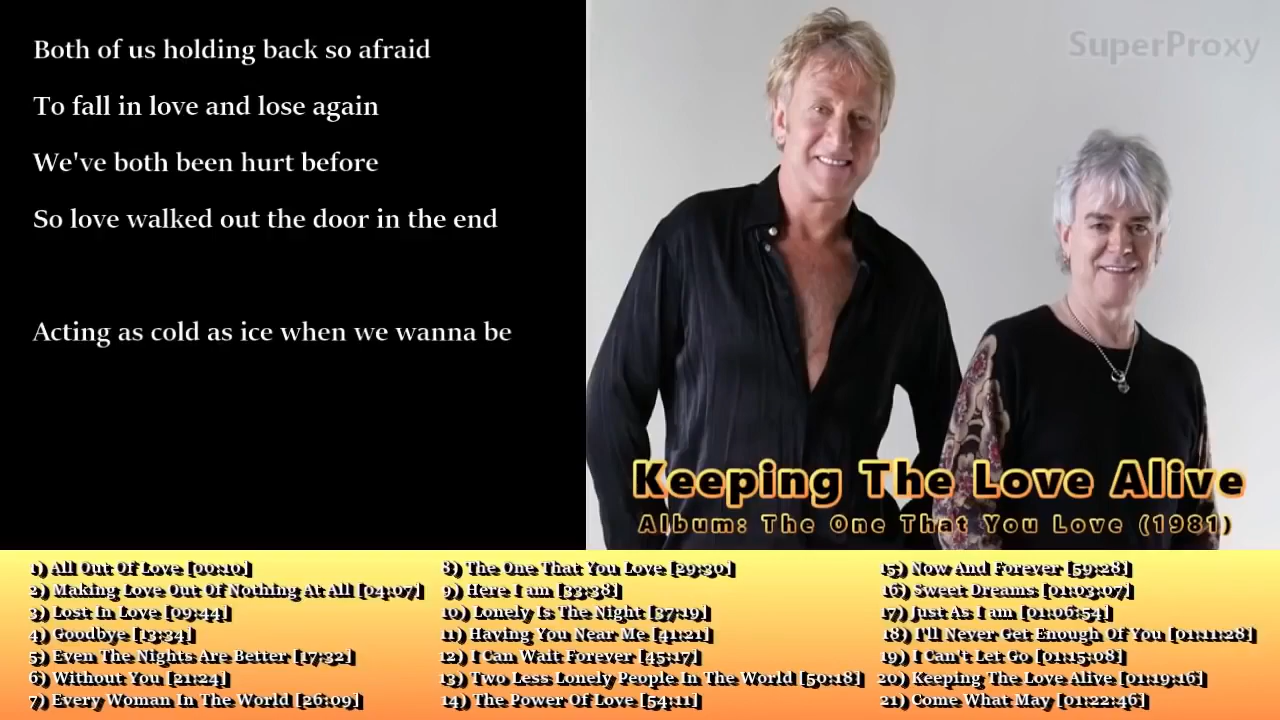 Both of us holding back so afraid
To fall in love and lose again
We've both been hurt before
So love walked out the door in the end
Acting as cold as ice when we wanna be
SuperProxy
Keeping The Love Alive
Album: The One That You Love (1981)
1) All Out Of Love [00:10]
2) Making Love Out Of Nothing At All [04:07]
3) Lost In Love [09:44]
4) Goodbye [13:34]
5) Even The Nights Are Better [17:32]
6) Without You [21:24]
7) Every Woman In The World [26:09]
8) The One That You Love [29:30]
9) Here I am [33:38]
10) Lonely Is The Night [37:19]
11) Having You Near Me [41:21]
12) I Can Wait Forever [45:17]
13) Two Less Lonely People In The World [50:18]
14) The Power Of Love [54:11]
15) Now And Forever [59:28]
16) Sweet Dreams [01:03:07]
17) Just As I am [01:06:54]
18) I'll Never Get Enough Of You [01:11:28]
19) I Can't Let Go [01:15:08]
20) Keeping The Love Alive [01:19:16]
21) Come What May [01:22:46]